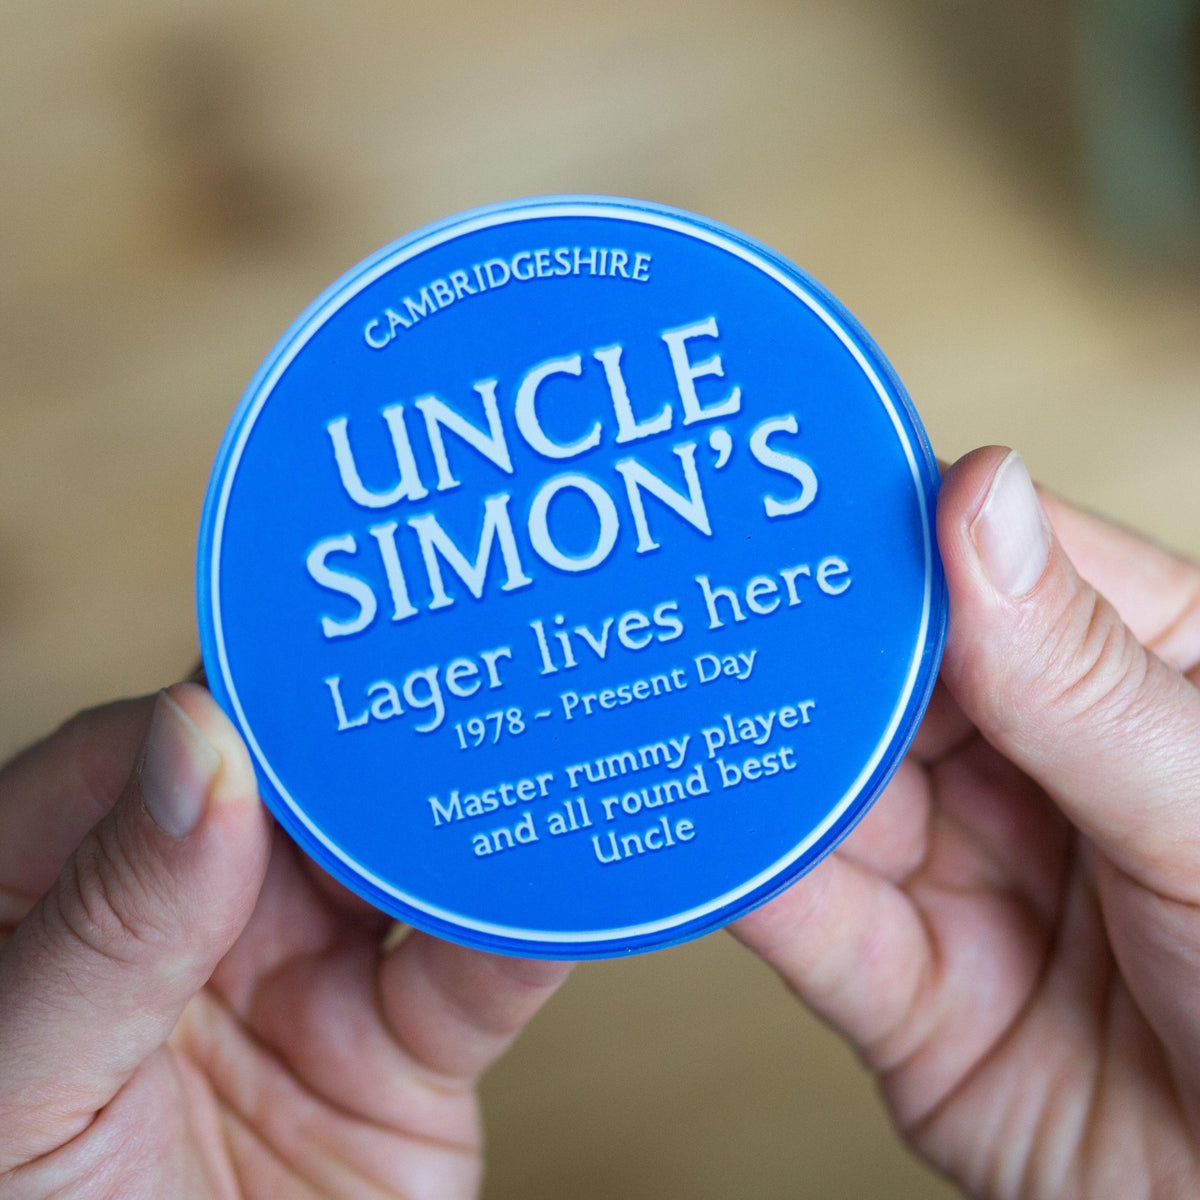 CAMBRIDGESHIRE
UNCLE
SIMON'S
Lager lives here
1978 ~ Present Day
Master rummy player
and all round best
Uncle